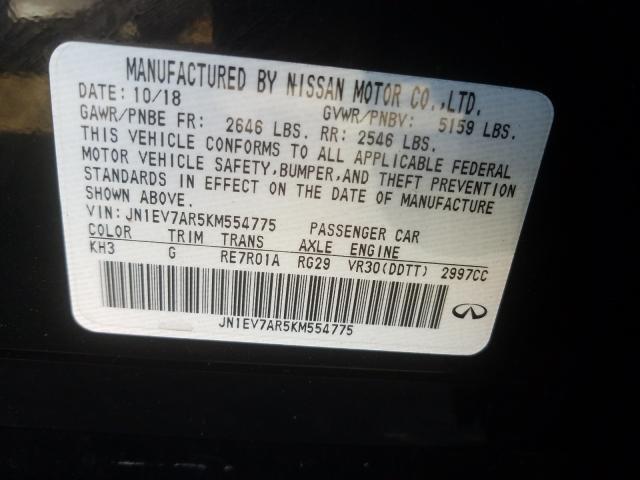 MANUFACTURED BY NISSAN MOTOR CO.,LTD.
DATE: 10/18 GVWR/PNBV: 5159 LBS.
GAWR/PNBE FR: 2646 LBS. RR: 2546 LBS.
THIS VEHICLE CONFORMS TO ALL APPLICABLE FEDERAL
MOTOR VEHICLE SAFETY,BUMPER,AND THEFT PREVENTION
STANDARDS IN EFFECT ON THE DATE OF MANUFACTURE
SHOWN ABOVE.
VIN: JN1EV7AR5KM554775 PASSENGER CAR
COLOR TRIM TRANS AXLE ENGINE
KH3 G RE7R01A RG29 VR30(DDTT) 2997CC
JN1EV7AR5KM554775